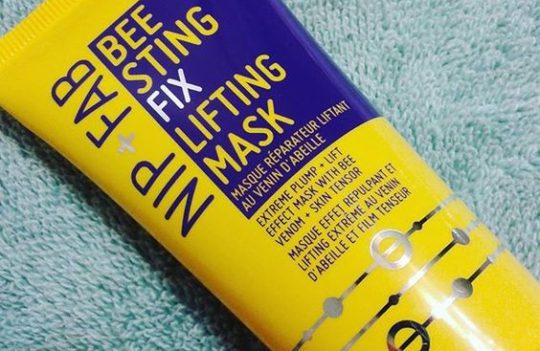 NIP + FAB
BEE
STING
FIX
LIFTING
MASK
MASQUE RÉPARATEUR LIFTANT
AU VENIN D'ABEILLE
EXTREME PLUMP + LIFT
EFFECT MASK WITH BEE
VENOM + SKIN TENSOR
MASQUE EFFET REPULPANT ET
LIFTING EXTRÊME AU VENIN
D'ABEILLE ET FILM TENSEUR